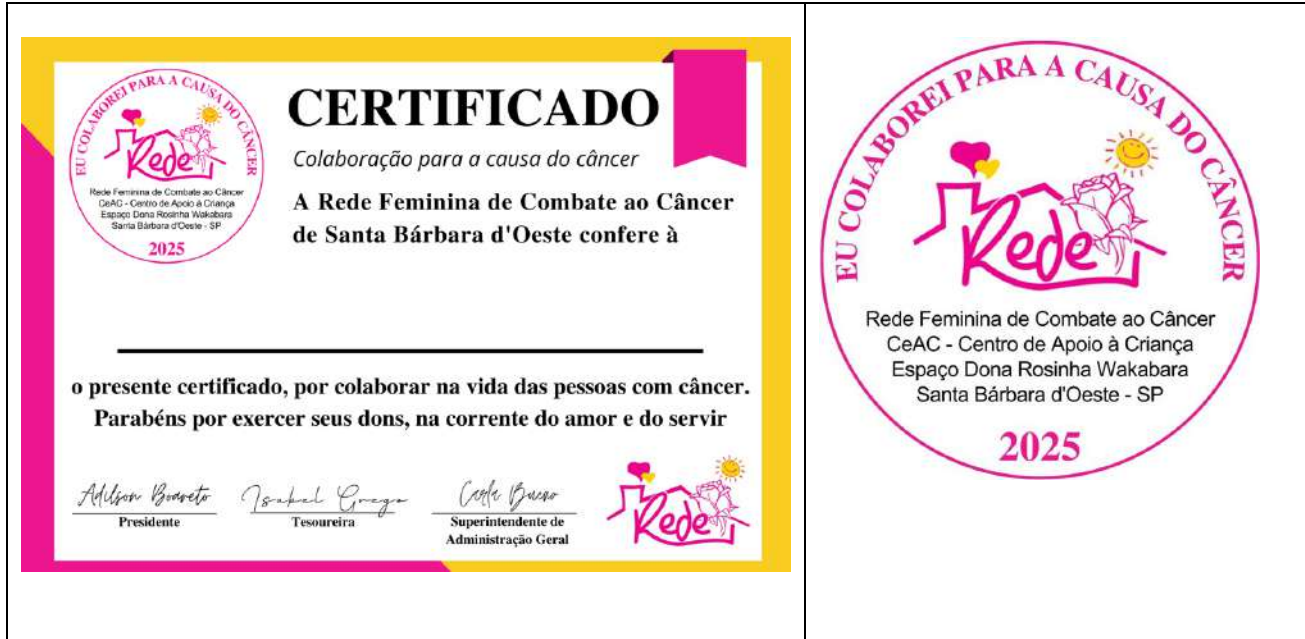 EU COLABOREI PARA A CAUSA DO CÂNCER
Rede
Rede Feminina de Combate ao Câncer
CeAC - Centro de Apoio à Criança
Espaço Dona Rosinha Wakabara
Santa Bárbara d'Oeste - SP
2025
CERTIFICADO
Colaboração para a causa do câncer
A Rede Feminina de Combate ao Câncer
de Santa Bárbara d'Oeste confere à
o presente certificado, por colaborar na vida das pessoas com câncer.
Parabéns por exercer seus dons, na corrente do amor e do servir
Adilson Boareto
Presidente
Isabel Grego
Tesoureira
Carla Bueno
Superintendente de
Administração Geral
Rede
EU COLABOREI PARA A CAUSA DO CÂNCER
Rede
Rede Feminina de Combate ao Câncer
CeAC - Centro de Apoio à Criança
Espaço Dona Rosinha Wakabara
Santa Bárbara d'Oeste - SP
2025